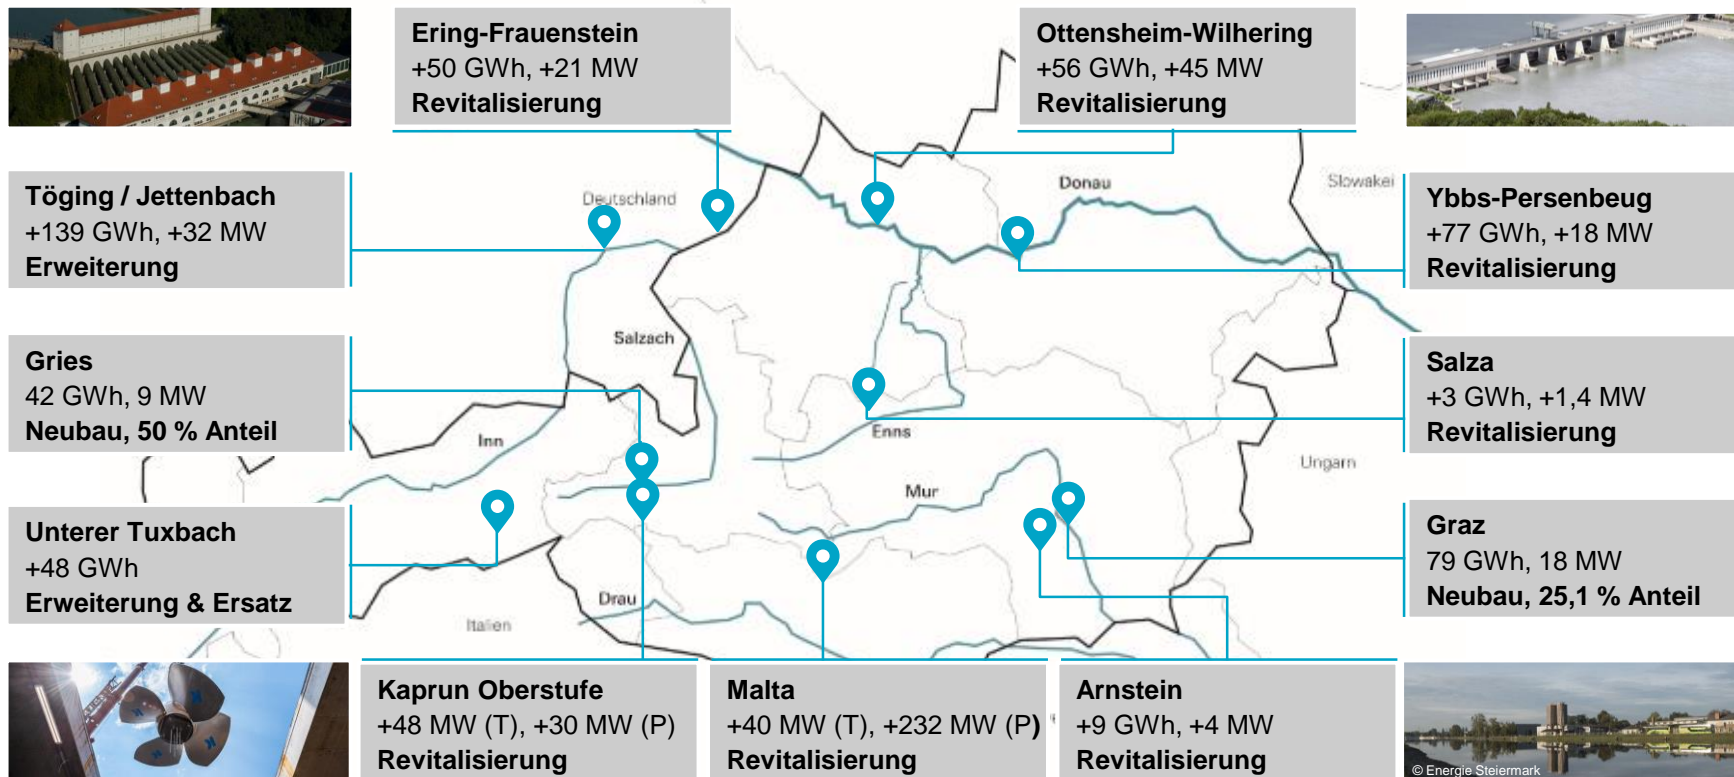 Ering-Frauenstein
+50 GWh, +21 MW
Revitalisierung
Ottensheim-Wilhering
+56 GWh, +45 MW
Revitalisierung
Töging / Jettenbach
+139 GWh, +32 MW
Erweiterung
Deutschland
Donau
Slowakei
Ybbs-Persenbeug
+77 GWh, +18 MW
Revitalisierung
Gries
42 GWh, 9 MW
Neubau, 50 % Anteil
Salzach
Salza
+3 GWh, +1,4 MW
Revitalisierung
Inn
Enns
Ungarn
Mur
Unterer Tuxbach
+48 GWh
Erweiterung & Ersatz
Graz
79 GWh, 18 MW
Neubau, 25,1 % Anteil
Drau
Italien
Kaprun Oberstufe
+48 MW (T), +30 MW (P)
Revitalisierung
Malta
+40 MW (T), +232 MW (P)
Revitalisierung
Arnstein
+9 GWh, +4 MW
Revitalisierung
© Energie Steiermark